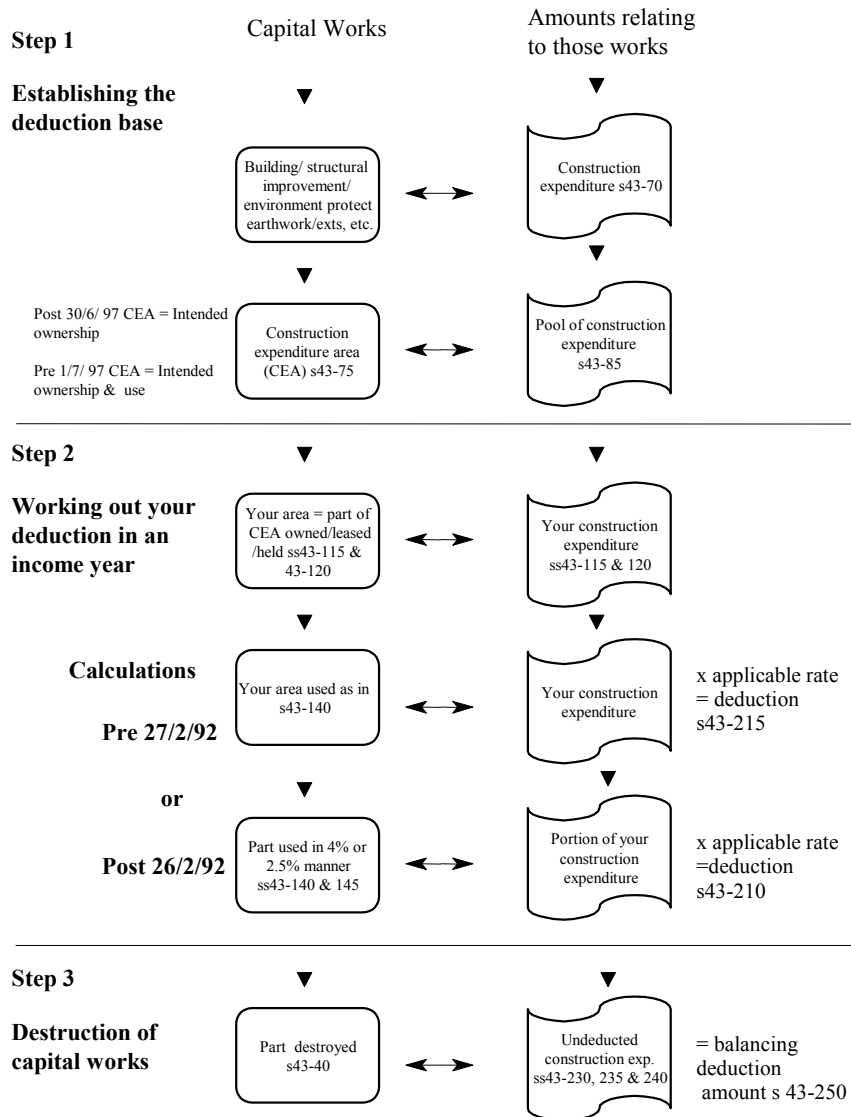 Step 1
Capital Works
Amounts relating
to those works
Establishing the
deduction base
Building/ structural
improvement/
environment protect
earthwork/exts, etc.
Construction
expenditure s43-70
Post 30/6/ 97 CEA = Intended
ownership
Pre 1/7/ 97 CEA = Intended
ownership & use
Construction
expenditure area
(CEA) s43-75
Pool of construction
expenditure
s43-85
Step 2
Working out your
deduction in an
income year
Your area = part of
CEA owned/leased
/held ss43-115 &
43-120
Your construction
expenditure
ss43-115 & 120
Calculations
Pre 27/2/92
Your area used as in
s43-140
Your construction
expenditure
x applicable rate
= deduction
s43-215
or
Post 26/2/92
Part used in 4% or
2.5% manner
ss43-140 & 145
Portion of your
construction
expenditure
x applicable rate
=deduction
s43-210
Step 3
Destruction of
capital works
Part destroyed
s43-40
Undeducted
construction exp.
ss43-230, 235 & 240
= balancing
deduction
amount s 43-250